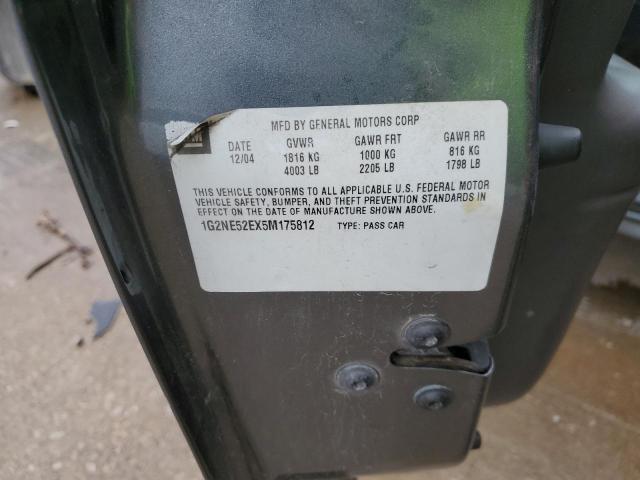 GM
MFD BY GENERAL MOTORS CORP
DATE GVWR GAWR FRT GAWR RR
12/04 1816 KG 1000 KG 816 KG
4003 LB 2205 LB 1798 LB
THIS VEHICLE CONFORMS TO ALL APPLICABLE U.S. FEDERAL MOTOR
VEHICLE SAFETY, BUMPER, AND THEFT PREVENTION STANDARDS IN
EFFECT ON THE DATE OF MANUFACTURE SHOWN ABOVE.
1G2NE52EX5M175812 TYPE: PASS CAR